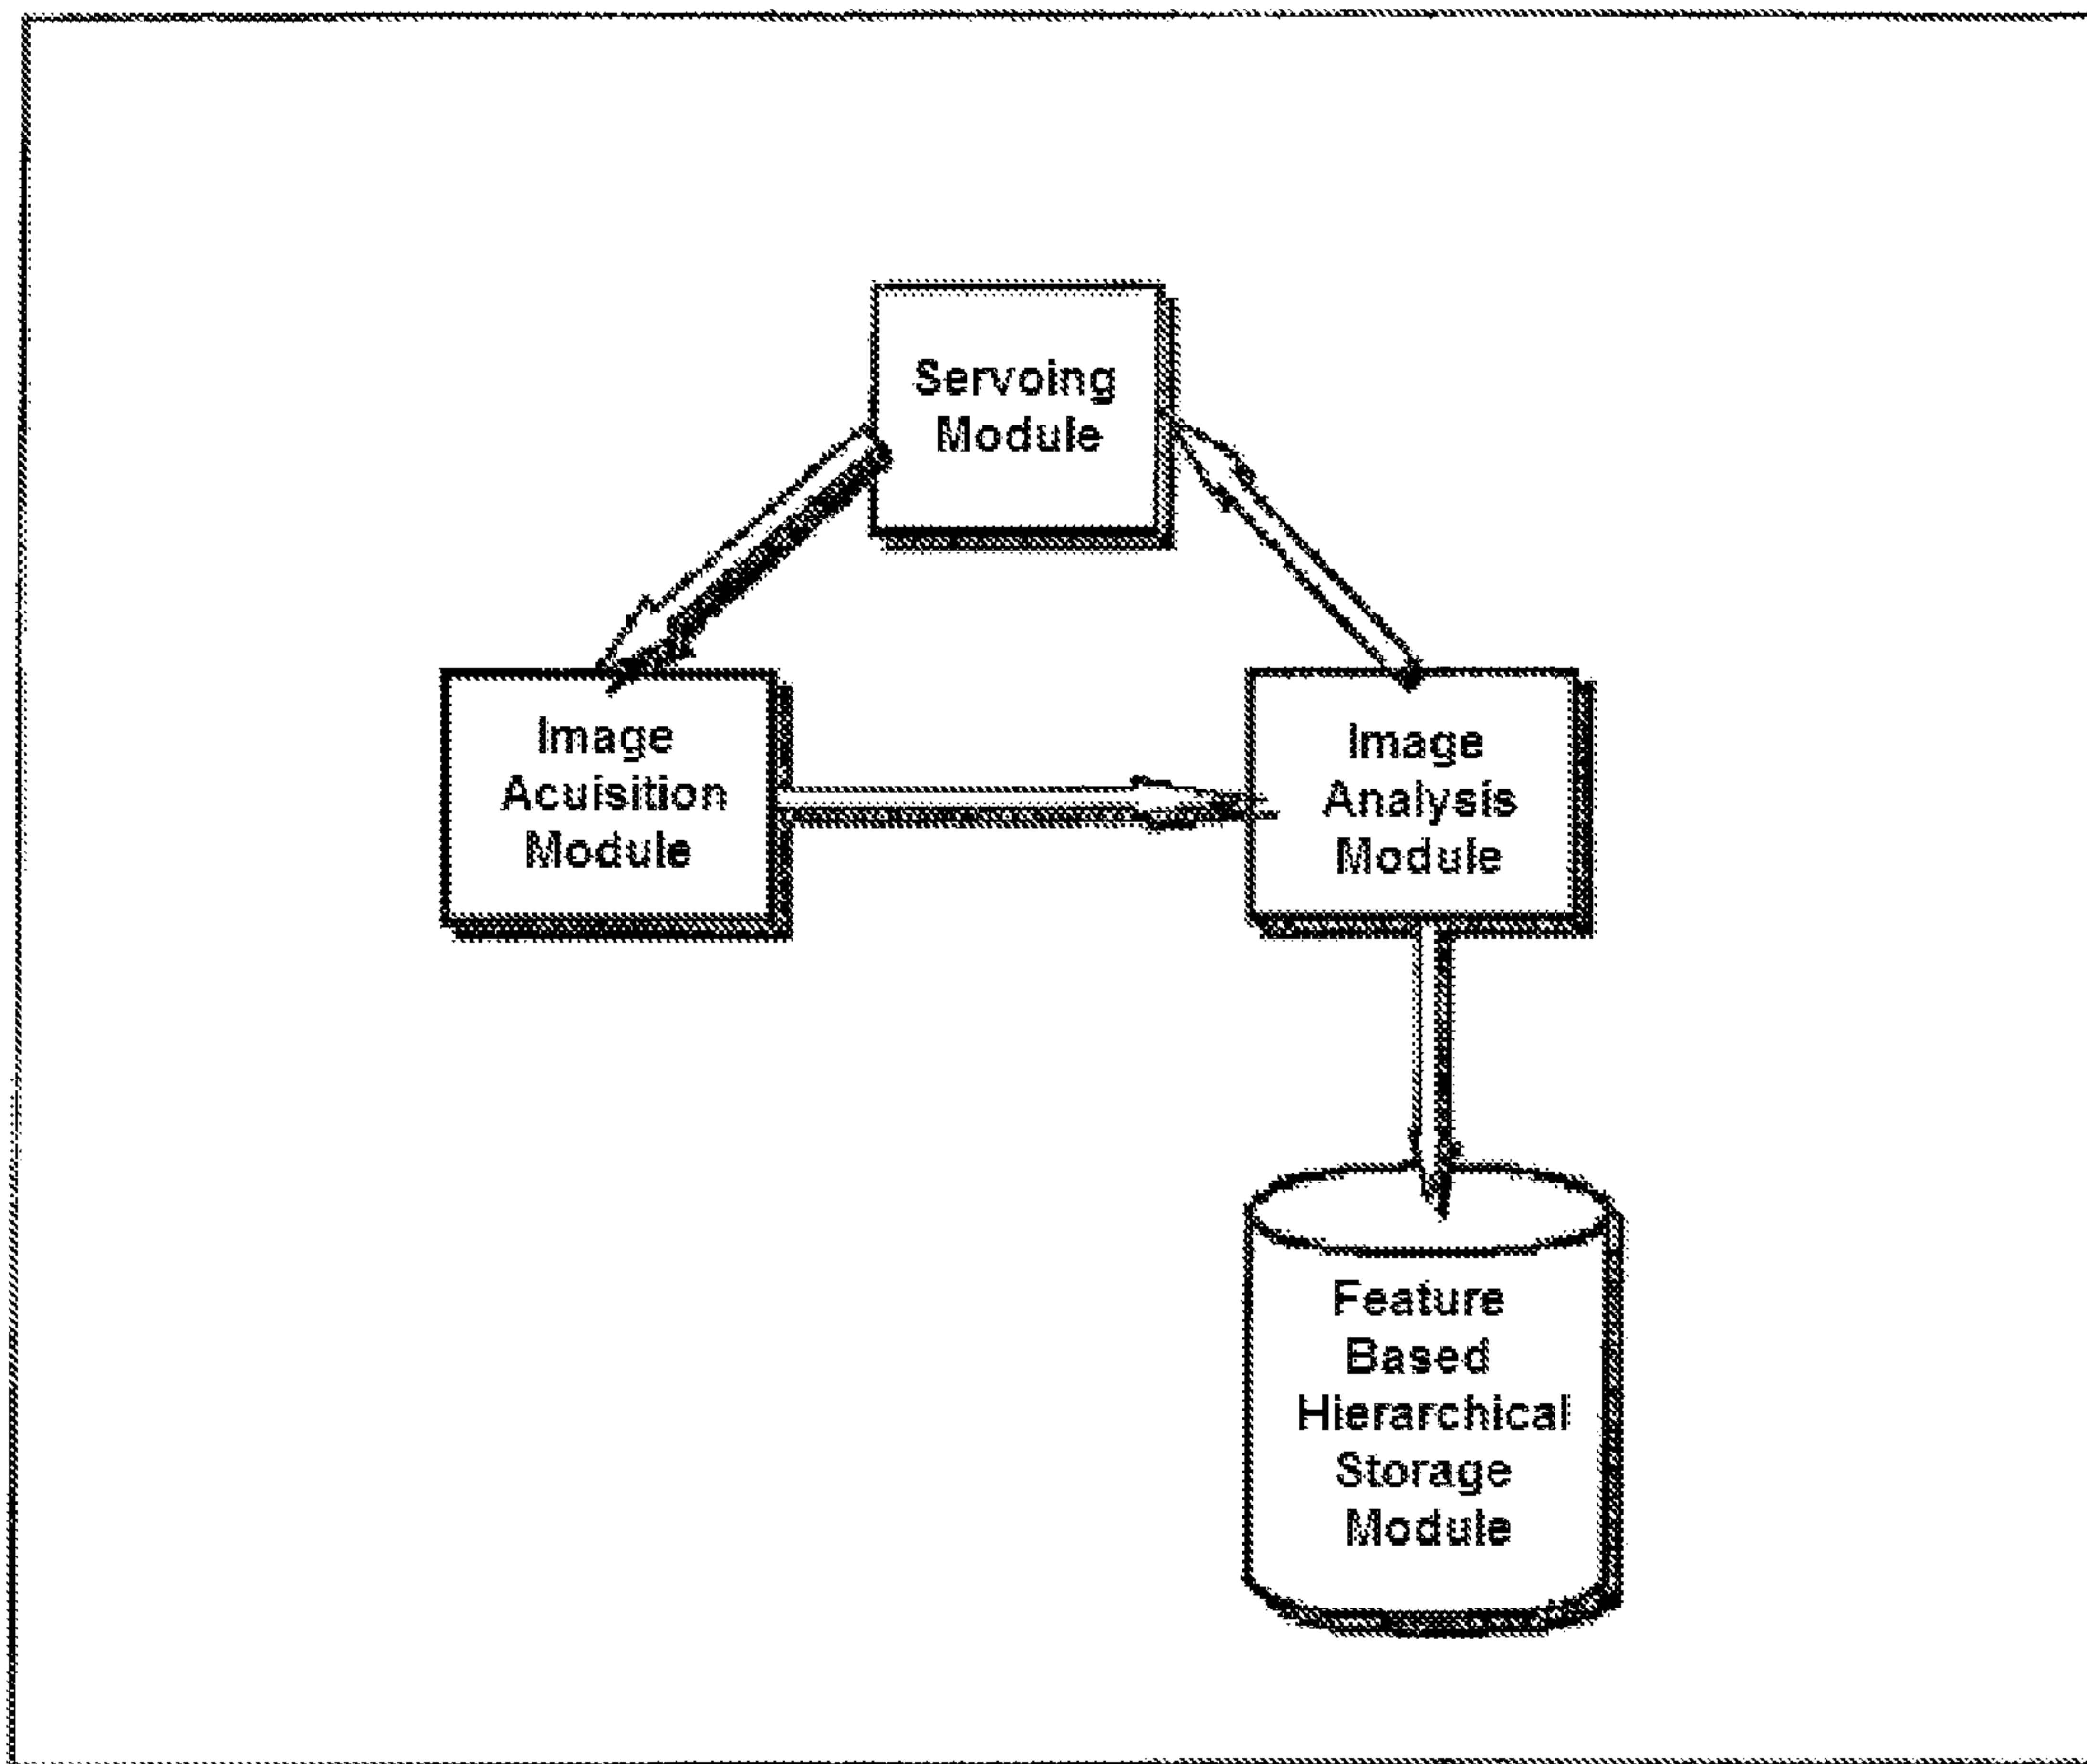 Servoing
Module
Image
Acuisition
Module
Image
Analysis
Module
Feature
Based
Hierarchical
Storage
Module